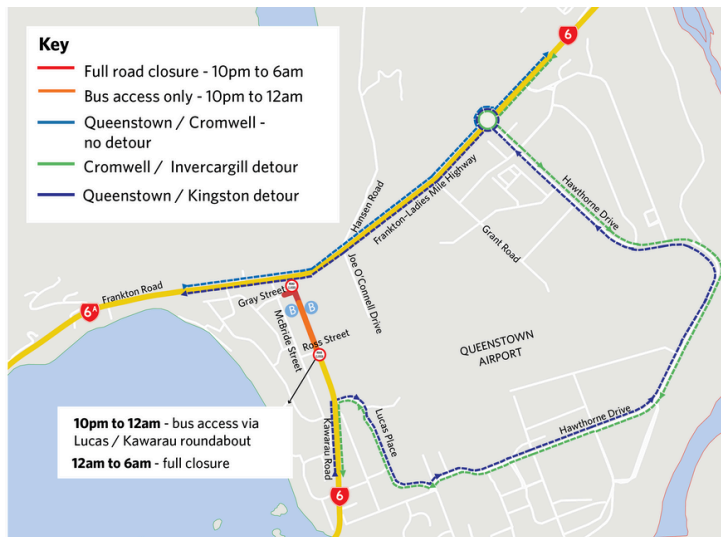 Key
Full road closure - 10pm to 6am
Bus access only - 10pm to 12am
Queenstown / Cromwell -
no detour
Cromwell / Invercargill detour
Queenstown / Kingston detour
6
Hansen Road
Frankton-Ladies Mile Highway
Hawthorne Drive
Grant Road
Joe O'Connell Drive
Frankton Road
6A
Gray Street
B B
McBride Street
Ross Street
QUEENSTOWN
AIRPORT
10pm to 12am - bus access via
Lucas / Kawarau roundabout
12am to 6am - full closure
Kawarau Road
Lucas Place
Hawthorne Drive
6